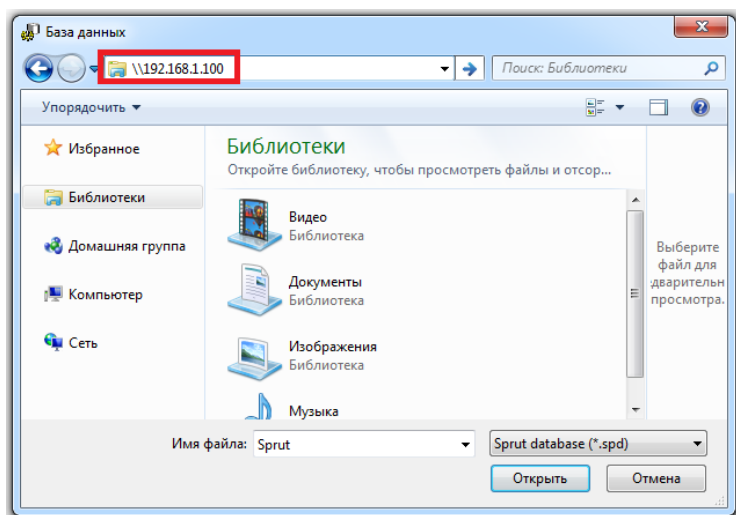 База данных
\\192.168.1.100
Поиск: Библиотеки
Упорядочить
Избранное
Библиотеки
Домашняя группа
Компьютер
Сеть
Библиотеки
Откройте библиотеку, чтобы просмотреть файлы и отсор...
Видео
Библиотека
Документы
Библиотека
Изображения
Библиотека
Музыка
Выберите
файл для
дварительн
просмотра.
Имя файла: Sprut
Sprut database (*.spd)
Открыть
Отмена